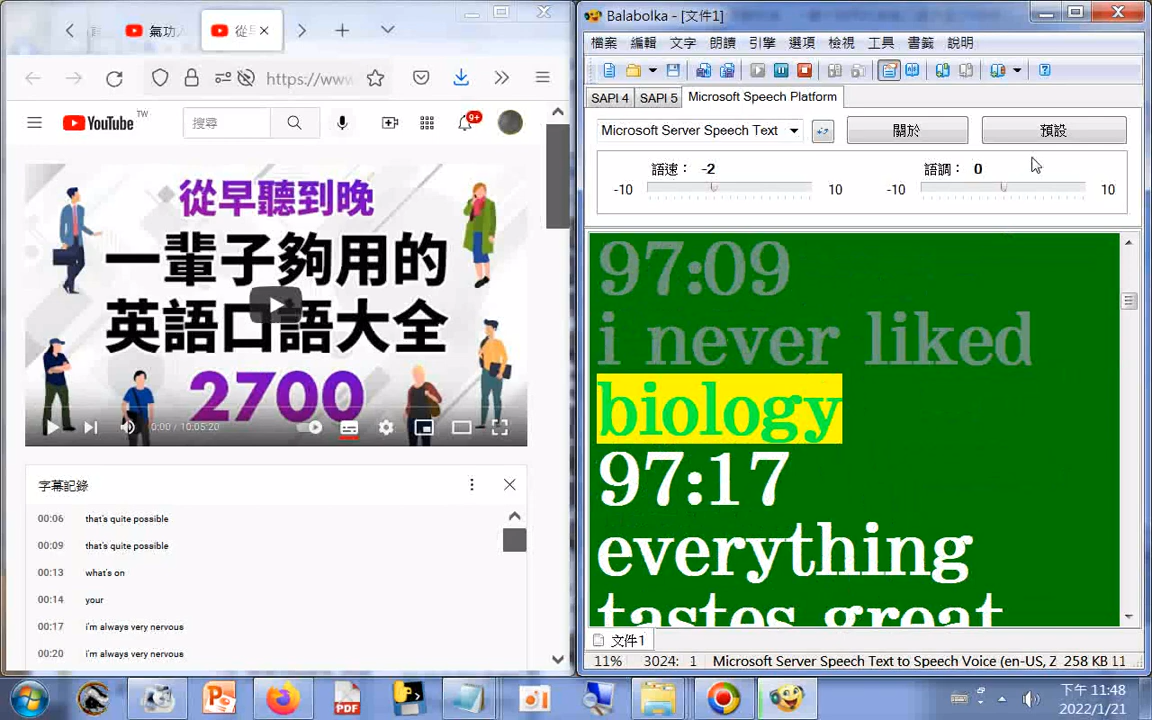 氣功
從
https://www
YouTube TW
搜尋
9+
從早聽到晚
一輩子夠用的
英語口語大全
2700
0:00 / 10:05:20
字幕記錄
00:06 that's quite possible
00:09 that's quite possible
00:13 what's on
00:14 your
00:17 i'm always very nervous
00:20 i'm always very nervous
Balabolka - [文件1]
檔案 編輯 文字 朗讀 引擎 選項 檢視 工具 書籤 說明
SAPI 4 SAPI 5 Microsoft Speech Platform
Microsoft Server Speech Text 關於 預設
語速： -2 語調： 0
-10 10 -10 10
97:09
i never liked
biology
97:17
everything
tastes great
文件1
11% 3024: 1 Microsoft Server Speech Text to Speech Voice (en-US, Z 258 KB 11
PDF
下午 11:48
2022/1/21